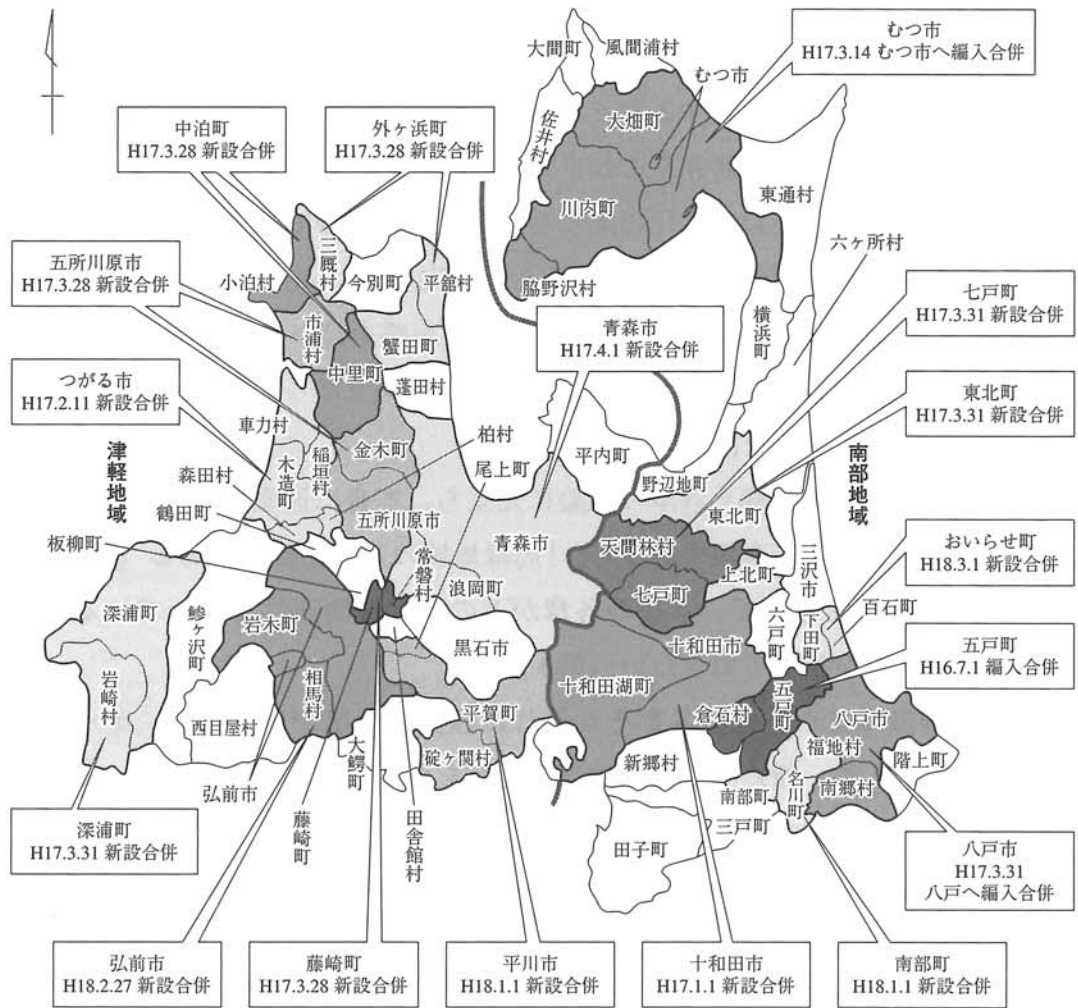 大間町
風間浦村
むつ市
H17.3.14 むつ市へ編入合併
むつ市
大畑町
佐井村
川内町
東通村
脇野沢村
六ヶ所村
横浜町
中泊町
H17.3.28 新設合併
外ヶ浜町
H17.3.28 新設合併
三厩村
今別町
平舘村
小泊村
五所川原市
H17.3.28 新設合併
市浦村
蟹田町
中里町
蓬田村
青森市
H17.4.1 新設合併
七戸町
H17.3.31 新設合併
つがる市
H17.2.11 新設合併
車力村
稲垣村
木造町
金木町
柏村
尾上町
平内町
野辺地町
東北町
H17.3.31 新設合併
東北町
津軽地域
南部地域
森田村
鶴田町
板柳町
五所川原市
常磐村
青森市
浪岡町
天間林村
七戸町
上北町
三沢市
おいらせ町
H18.3.1 新設合併
百石町
下田町
六戸町
深浦町
鰺ヶ沢町
岩木町
黒石市
十和田市
十和田湖町
五戸町
H16.7.1 編入合併
五戸町
倉石村
八戸市
岩崎村
西目屋村
相馬村
平賀町
碇ヶ関村
大鰐町
弘前市
藤崎町
田舎館村
新郷村
南部町
名川町
福地村
南郷村
階上町
三戸町
田子町
深浦町
H17.3.31 新設合併
八戸市
H17.3.31
八戸へ編入合併
弘前市
H18.2.27 新設合併
藤崎町
H17.3.28 新設合併
平川市
H18.1.1 新設合併
十和田市
H17.1.1 新設合併
南部町
H18.1.1 新設合併